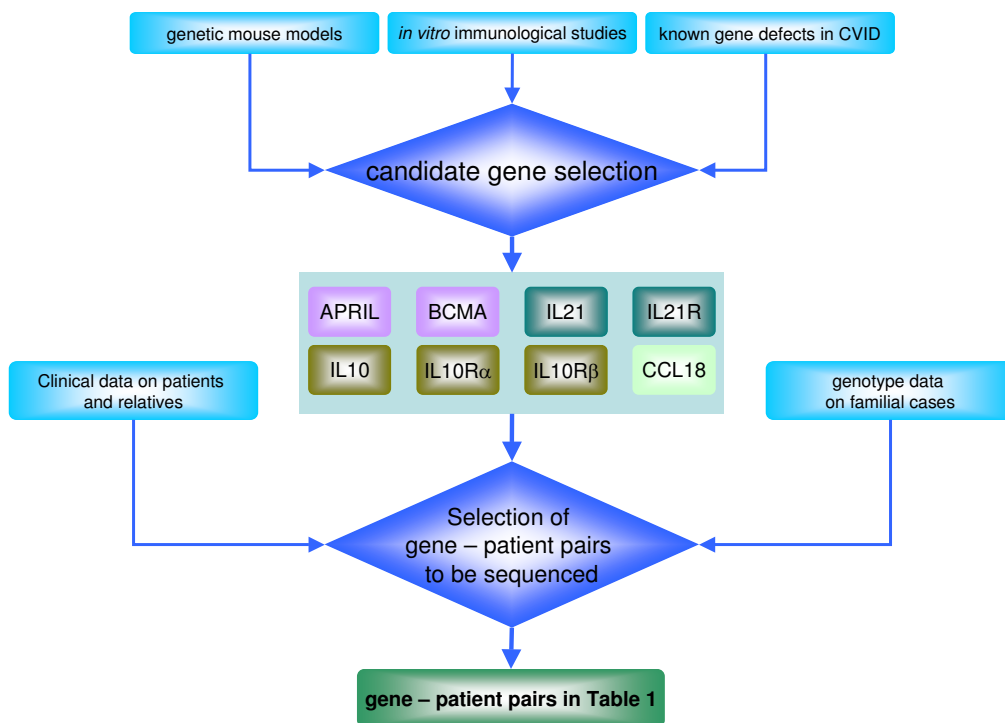 genetic mouse models
in vitro immunological studies
known gene defects in CVID
candidate gene selection
APRIL
BCMA
IL21
IL21R
IL10
IL10Rα
IL10Rβ
CCL18
Clinical data on patients
and relatives
genotype data
on familial cases
Selection of
gene – patient pairs
to be sequenced
gene – patient pairs in Table 1